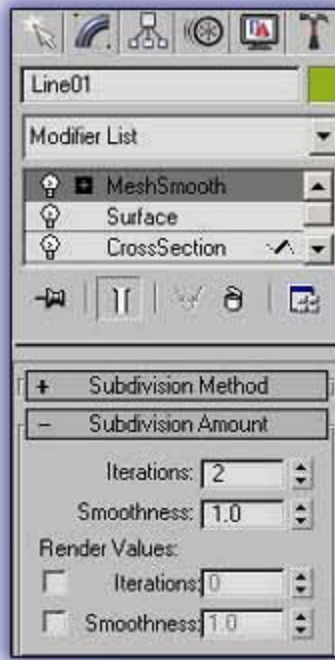 Line01
Modifier List
MeshSmooth
Surface
CrossSection
+ Subdivision Method
- Subdivision Amount
Iterations: 2
Smoothness: 1.0
Render Values:
Iterations: 0
Smoothness: 1.0